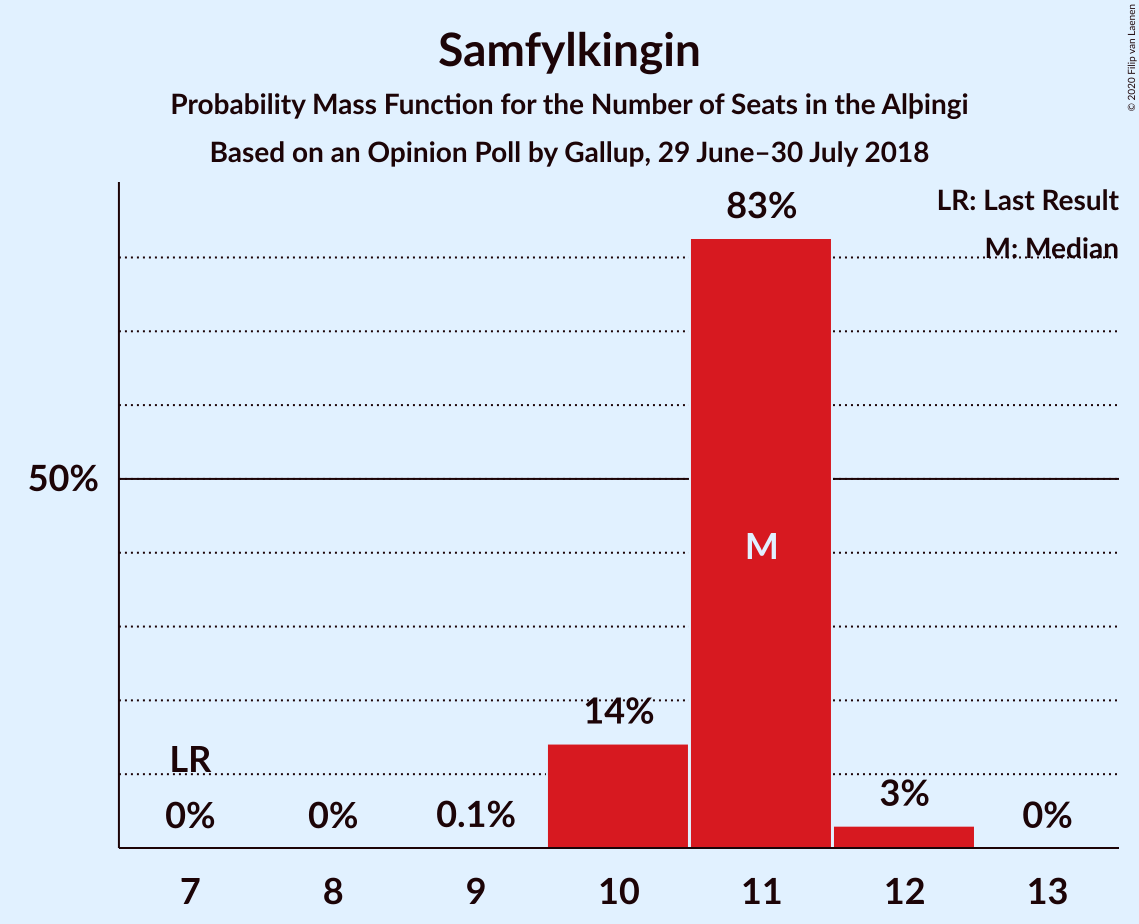 Samfylkingin
Probability Mass Function for the Number of Seats in the Alþingi
Based on an Opinion Poll by Gallup, 29 June–30 July 2018
© 2020 Filip van Laenen
LR: Last Result
M: Median
83%
50%
M
14%
LR
0%
0%
0.1%
3%
0%
7
8
9
10
11
12
13